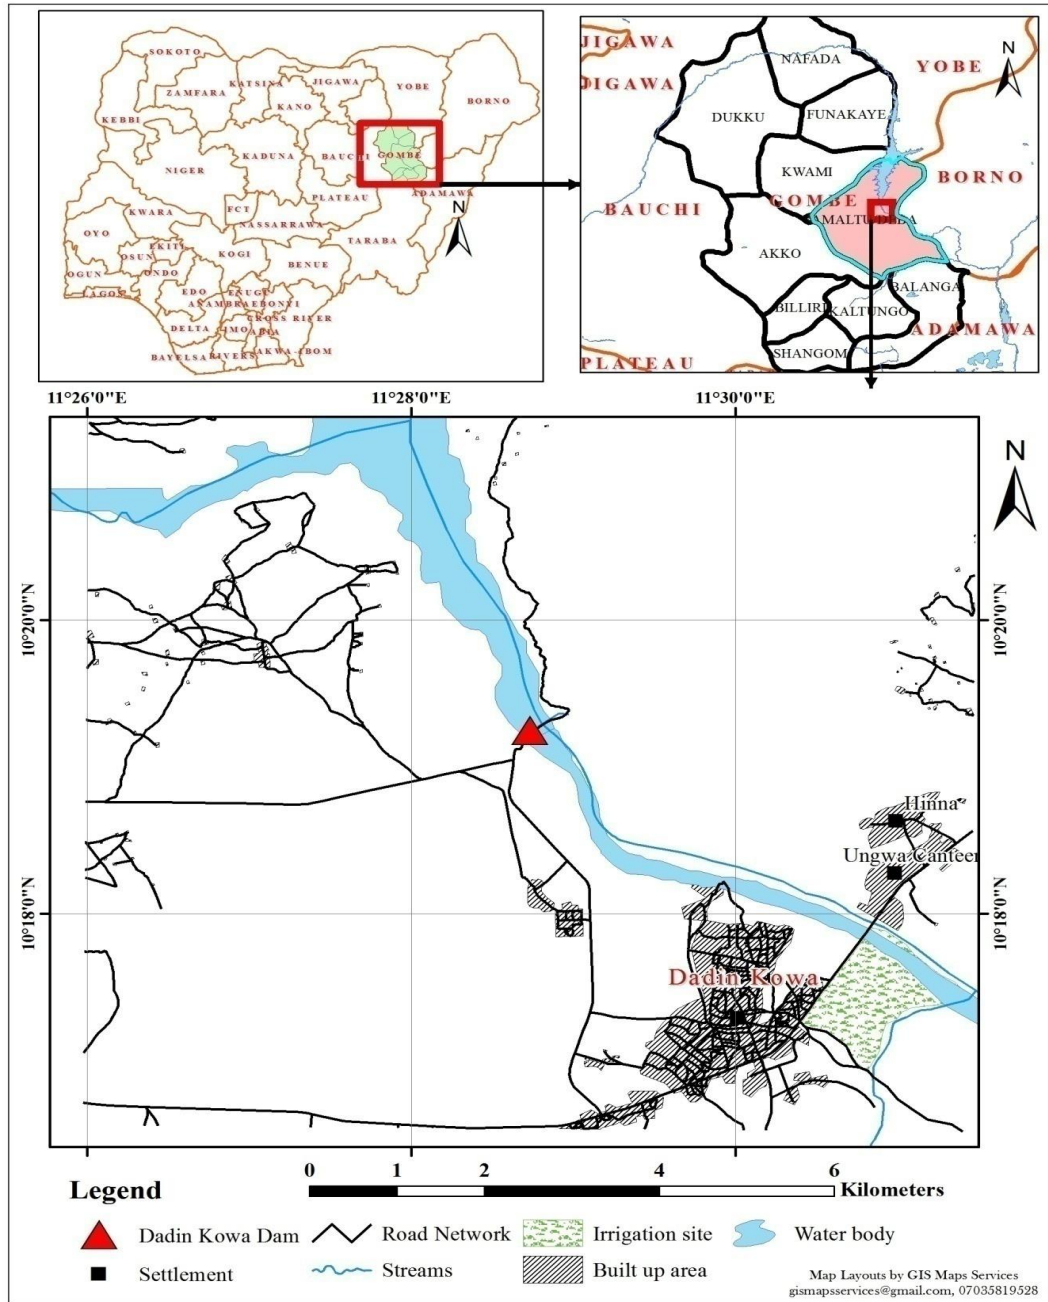 SOKOTO
KATSINA
JIGAWA
YOBE
ZAMFARA
KANO
BORNO
KEBBI
KADUNA
BAUCHI
GOMBE
NIGER
PLATEAU
ADAMAWA
KWARA
FCT
NASSARRAWA
N
OYO
TARABA
EKITI
KOGI
OSUN
BENUE
OGUN
ONDO
LAGOS
EDO
ENUGU
ANAMBRA
EBONYI
CROSS RIVER
DELTA
IMO
ABIA
BAYELSA
RIVERS
AKWA-IBOM
JIGAWA
NAFADA
N
YOBE
JIGAWA
DUKKU
FUNAKAYE
KWAMI
BORNO
GOMBE
BAUCHI
AMALTU DEBA
AKKO
BALANGA
BILLIRI
KALTUNGO
ADAMAWA
SHANGOM
PLATEAU
11°26'0"E
11°28'0"E
11°30'0"E
N
10°20'0"N
10°20'0"N
Hinna
Ungwa Canteen
10°18'0"N
10°18'0"N
Dadin Kowa
0 1 2 4 6
Kilometers
Legend
Dadin Kowa Dam
Road Network
Irrigation site
Water body
Settlement
Streams
Built up area
Map Layouts by GIS Maps Services
gismapsservices@gmail.com, 07035819528